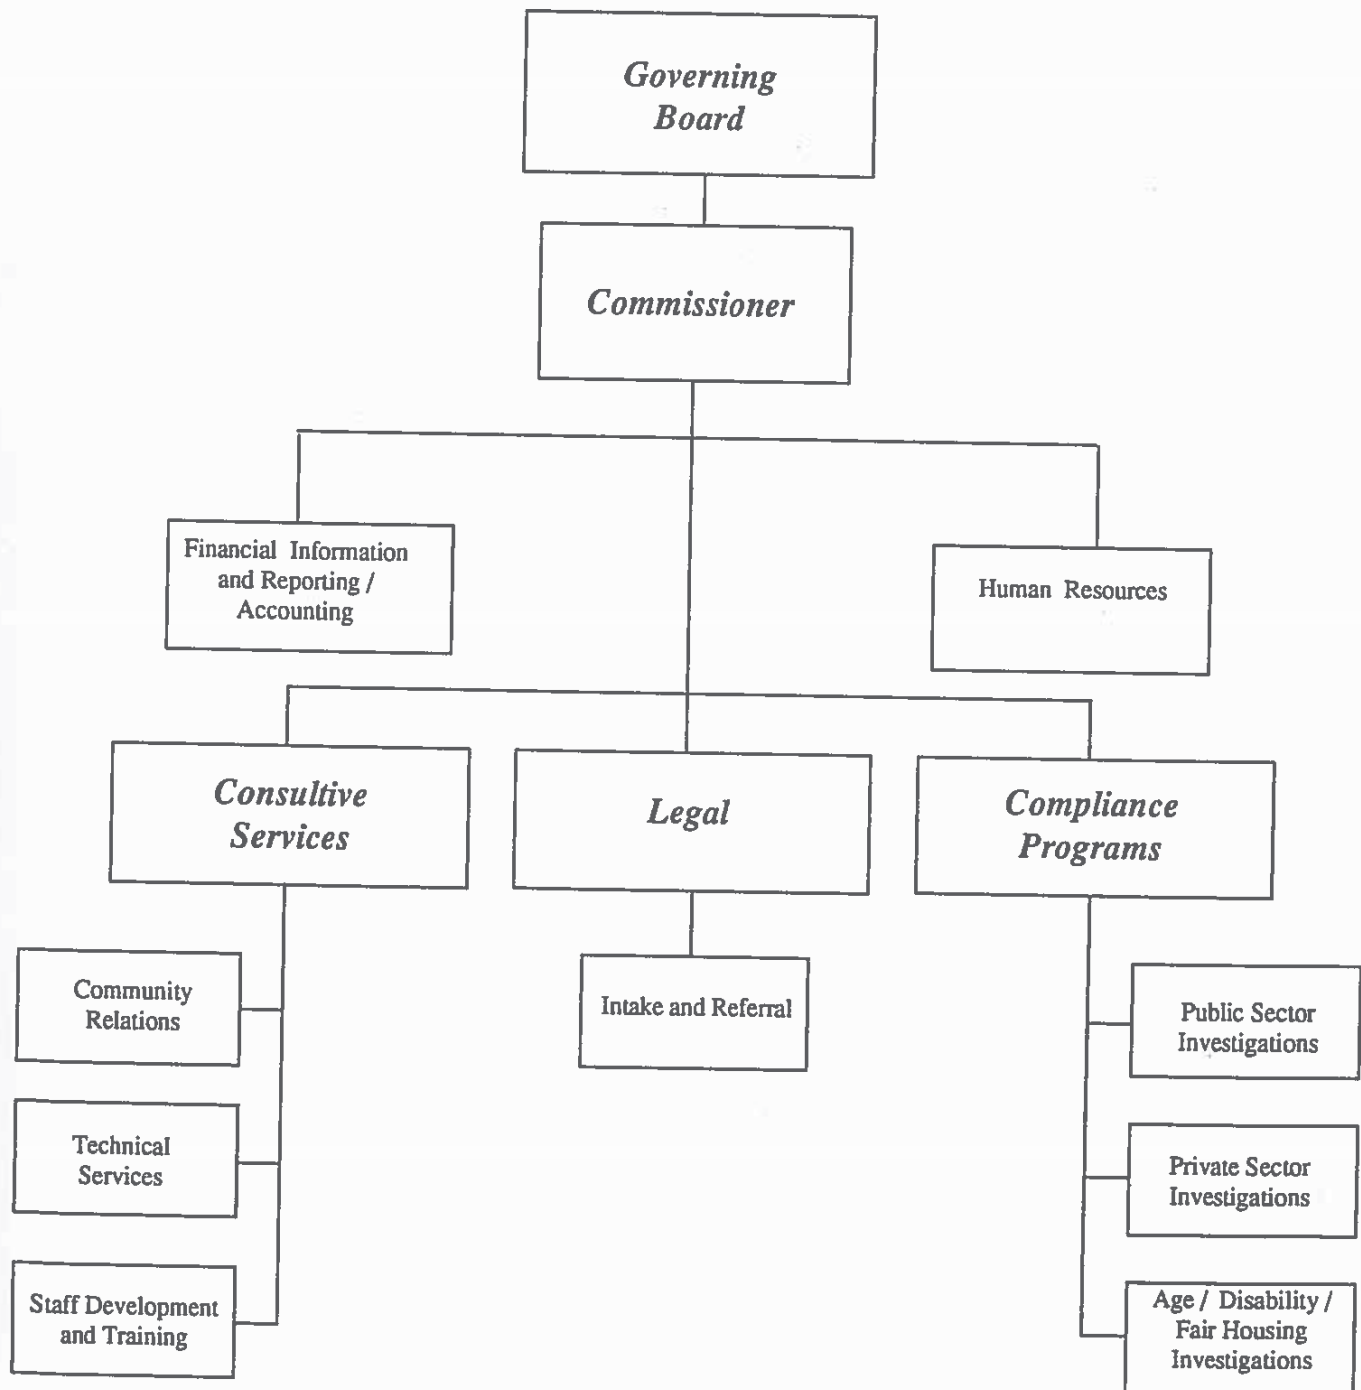 Governing
Board
Commissioner
Financial Information
and Reporting /
Accounting
Human Resources
Consultive
Services
Legal
Compliance
Programs
Community
Relations
Technical
Services
Staff Development
and Training
Intake and Referral
Public Sector
Investigations
Private Sector
Investigations
Age / Disability /
Fair Housing
Investigations